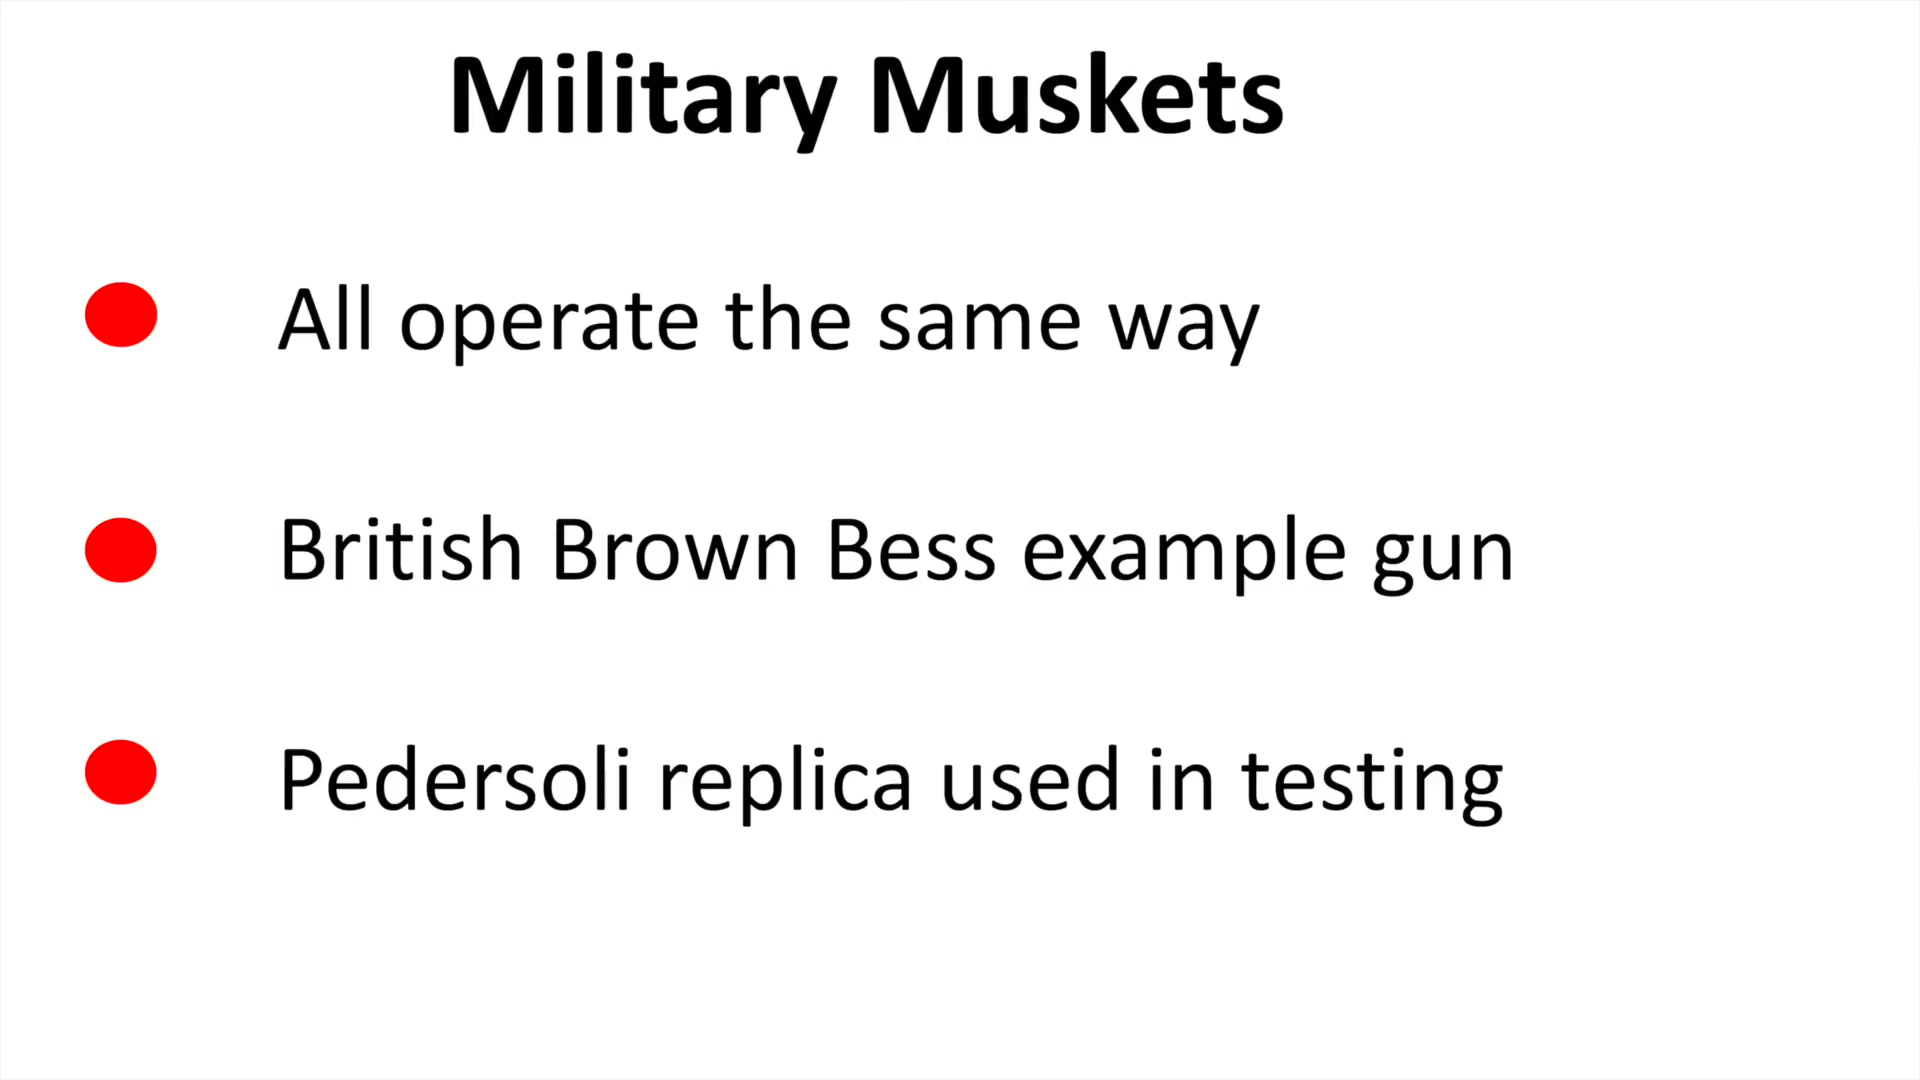 Military Muskets
All operate the same way
British Brown Bess example gun
Pedersoli replica used in testing